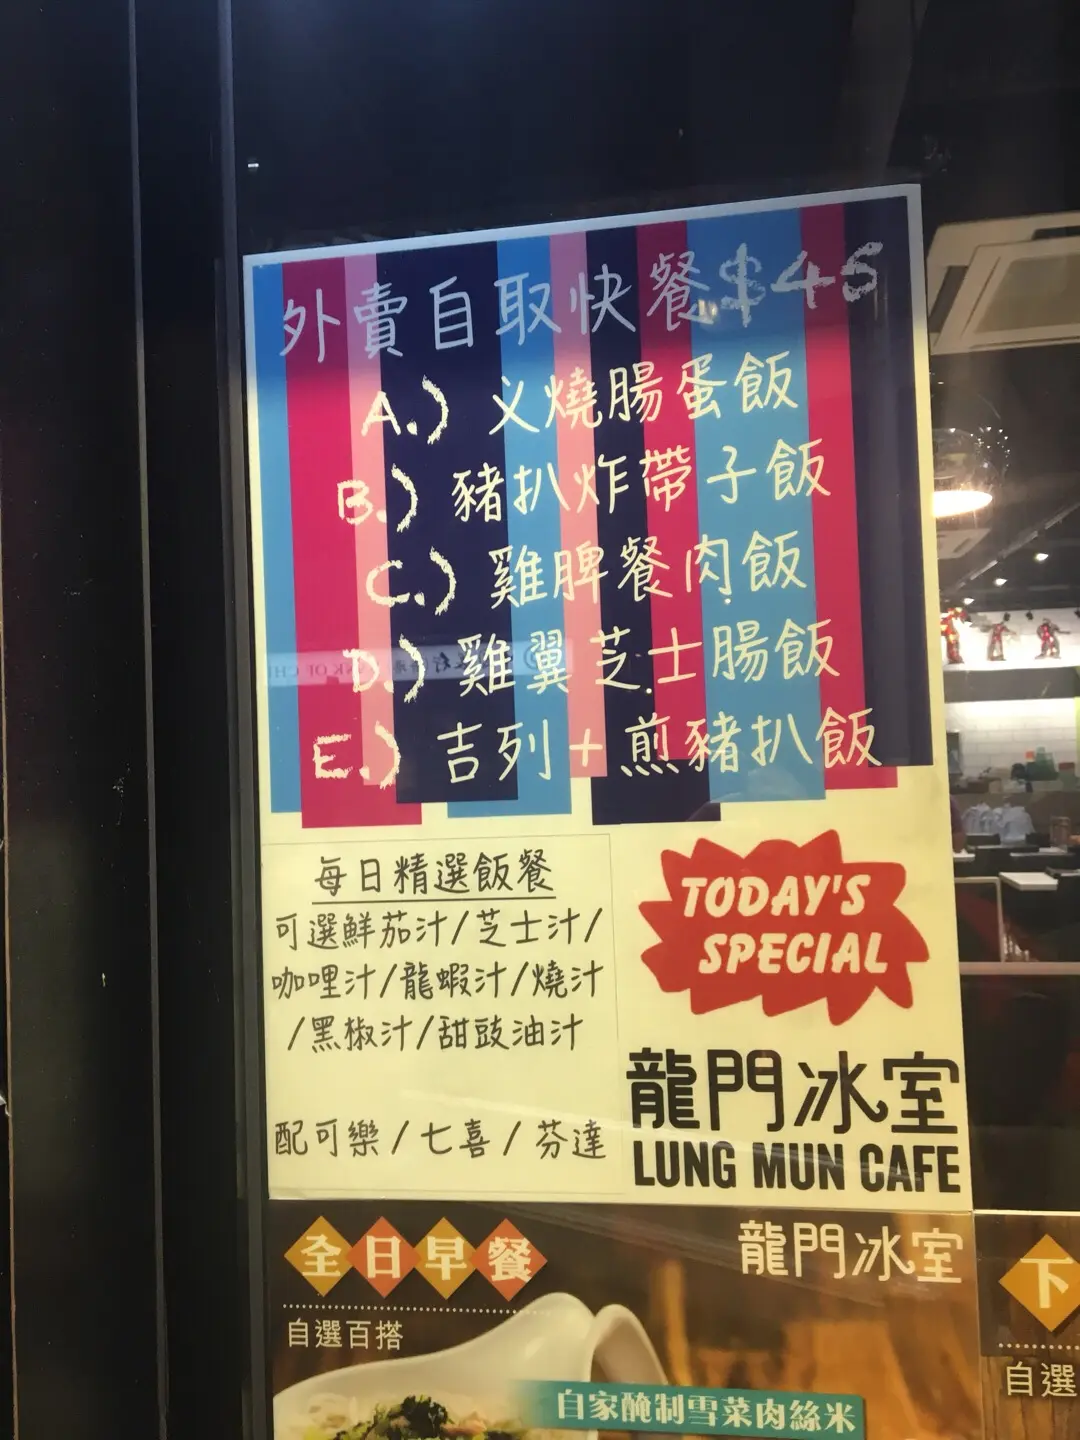 外賣自取快餐$45
A.) 义燒腸蛋飯
B.) 豬扒炸帶子飯
C.) 雞脾餐肉飯
D.) 雞翼芝士腸飯
E.) 吉列+煎豬扒飯
每日精選飯餐
可選鮮茄汁/芝士汁/
咖哩汁/龍蝦汁/燒汁
/黑椒汁/甜豉油汁
配可樂/七喜/芬達
TODAY'S
SPECIAL
龍門冰室
LUNG MUN CAFE
全日早餐
自選百搭
龍門冰室
自家醃制雪菜肉絲米
下
自選